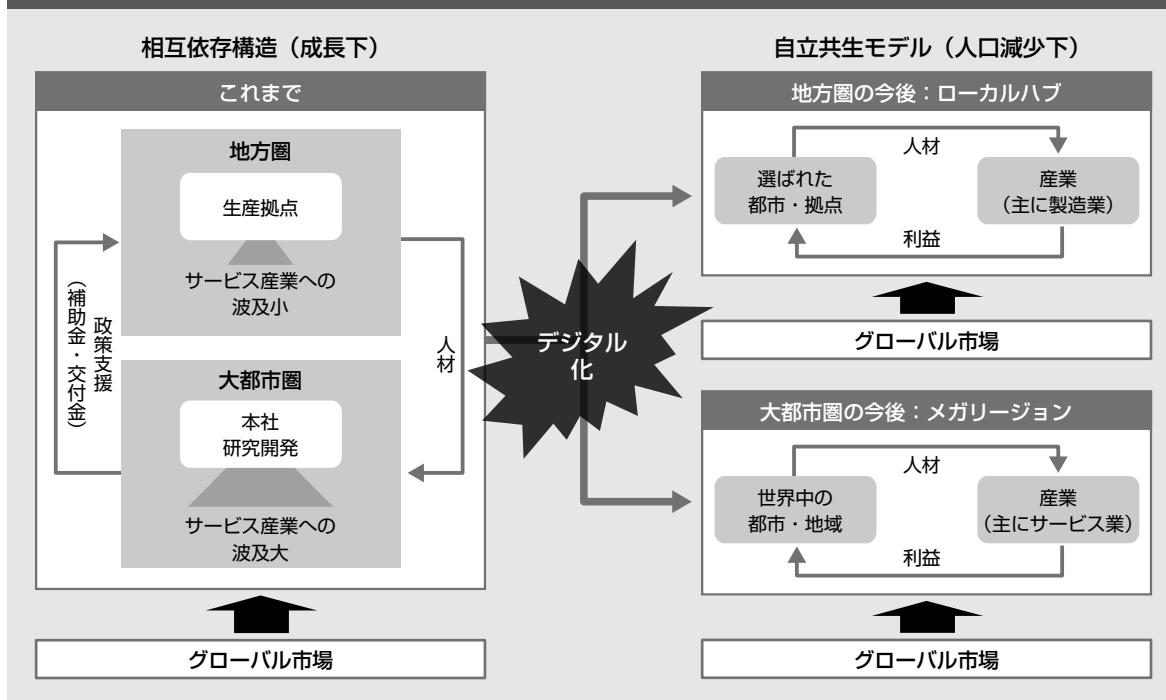 相互依存構造（成長下）
これまで
地方圏
生産拠点
サービス産業への
波及小
政策支援
（補助金・交付金）
人材
大都市圏
本社
研究開発
サービス産業への
波及大
グローバル市場
デジタル
化
自立共生モデル（人口減少下）
地方圏の今後：ローカルハブ
人材
選ばれた
都市・拠点
産業
（主に製造業）
利益
グローバル市場
大都市圏の今後：メガリージョン
人材
世界中の
都市・地域
産業
（主にサービス業）
利益
グローバル市場